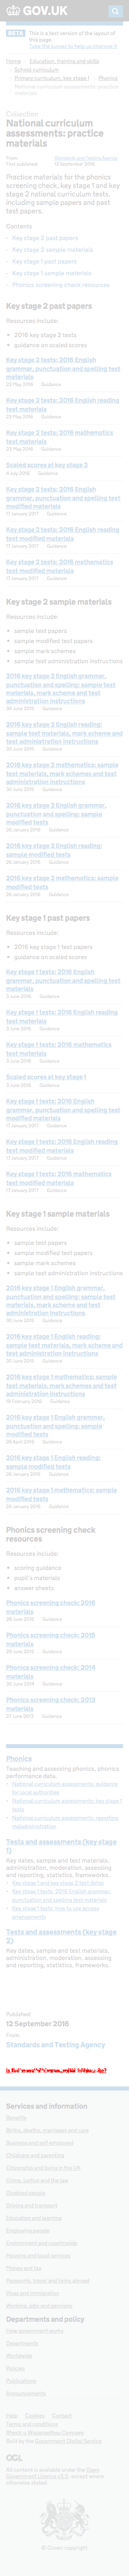 GOV.UK
BETA This is a test version of the layout of this page.
Take the survey to help us improve it
Home Education, training and skills
School curriculum
Primary curriculum, key stage 1 Phonics
National curriculum assessments: practice materials
Collection
National curriculum
assessments: practice
materials
From: Standards and Testing Agency
First published: 12 September 2016
Practice materials for the phonics
screening check, key stage 1 and key
stage 2 national curriculum tests,
including sample papers and past
test papers.
Contents
Key stage 2 past papers
Key stage 2 sample materials
Key stage 1 past papers
Key stage 1 sample materials
Phonics screening check resources
Key stage 2 past papers
Resources include:
2016 key stage 2 tests
guidance on scaled scores
Key stage 2 tests: 2016 English
grammar, punctuation and spelling test
materials
23 May 2016 Guidance
Key stage 2 tests: 2016 English reading
test materials
23 May 2016 Guidance
Key stage 2 tests: 2016 mathematics
test materials
23 May 2016 Guidance
Scaled scores at key stage 2
Guidance
Key stage 2 tests: 2016 English
grammar, punctuation and spelling test
modified materials
11 January 2017 Guidance
Key stage 2 tests: 2016 English reading
test modified materials
11 January 2017 Guidance
Key stage 2 tests: 2016 mathematics
test modified materials
11 January 2017 Guidance
Key stage 2 sample materials
Resources include:
sample test papers
sample modified test papers
sample mark schemes
sample test administration instructions
2016 key stage 2 English grammar,
punctuation and spelling: sample test
materials, mark scheme and test
administration instructions
30 June 2015 Guidance
2016 key stage 2 English reading:
sample test materials, mark scheme and
test administration instructions
30 June 2015 Guidance
2016 key stage 2 mathematics: sample
test materials, mark schemes and test
administration instructions
30 June 2015 Guidance
2016 key stage 2 English grammar,
punctuation and spelling: sample
modified tests
26 January 2016 Guidance
2016 key stage 2 English reading:
sample modified tests
26 January 2016 Guidance
2016 key stage 2 mathematics: sample
modified tests
26 January 2016 Guidance
Key stage 1 past papers
Resources include:
2016 key stage 1 test papers
guidance on scaled scores
Key stage 1 tests: 2016 English
grammar, punctuation and spelling test
materials
3 June 2016 Guidance
Key stage 1 tests: 2016 English reading
test materials
3 June 2016 Guidance
Key stage 1 tests: 2016 mathematics
test materials
3 June 2016 Guidance
Scaled scores at key stage 1
3 June 2016 Guidance
Key stage 1 tests: 2016 English
grammar, punctuation and spelling test
modified materials
11 January 2017 Guidance
Key stage 1 tests: 2016 English reading
test modified materials
11 January 2017 Guidance
Key stage 1 tests: 2016 mathematics
test modified materials
11 January 2017 Guidance
Key stage 1 sample materials
Resources include:
sample test papers
sample modified test papers
sample mark schemes
sample test administration instructions
2016 key stage 1 English grammar,
punctuation and spelling: sample test
materials, mark scheme and test
administration instructions
30 June 2015 Guidance
2016 key stage 1 English reading:
sample test materials, mark scheme and
test administration instructions
30 June 2015 Guidance
2016 key stage 1 mathematics: sample
test materials, mark schemes and test
administration instructions
Guidance
2016 key stage 1 English grammar,
punctuation and spelling: sample
modified tests
Guidance
2016 key stage 1 English reading:
sample modified tests
26 January 2016 Guidance
2016 key stage 1 mathematics: sample
modified tests
26 January 2016 Guidance
Phonics screening check
resources
Resources include:
scoring guidance
pupil's materials
answer sheets
Phonics screening check: 2016
materials
Guidance
Phonics screening check: 2015
materials
Guidance
Phonics screening check: 2014
materials
Guidance
Phonics screening check: 2013
materials
Guidance
Phonics
Teaching and assessing phonics, phonics
performance data.
National curriculum assessments: guidance
for local authorities
National curriculum assessments: key stage 1
tests
National curriculum assessments: reporting
maladministration
Tests and assessments (key stage
1)
Key dates, sample and test materials,
administration, moderation, assessing
and reporting, statistics, frameworks.
Key stage 1 and key stage 2 test dates
Key stage 1 tests: 2016 English grammar,
punctuation and spelling test materials
Key stage 1 tests: how to use access
arrangements
Tests and assessments (key stage
2)
Key dates, sample and test materials,
administration, moderation, assessing
and reporting, statistics, frameworks.
Published:
12 September 2016
From:
Standards and Testing Agency
Is there anything wrong with this page?
Services and information
Benefits
Births, deaths, marriages and care
Business and self-employed
Childcare and parenting
Citizenship and living in the UK
Crime, justice and the law
Disabled people
Driving and transport
Education and learning
Employing people
Environment and countryside
Housing and local services
Money and tax
Passports, travel and living abroad
Visas and immigration
Working, jobs and pensions
Departments and policy
How government works
Departments
Worldwide
Policies
Publications
Announcements
Help Cookies Contact
Terms and conditions
Rhestr o Wasanaethau Cymraeg
Built by the Government Digital Service
OGL
All content is available under the Open
Government Licence v3.0, except where
otherwise stated
© Crown copyright